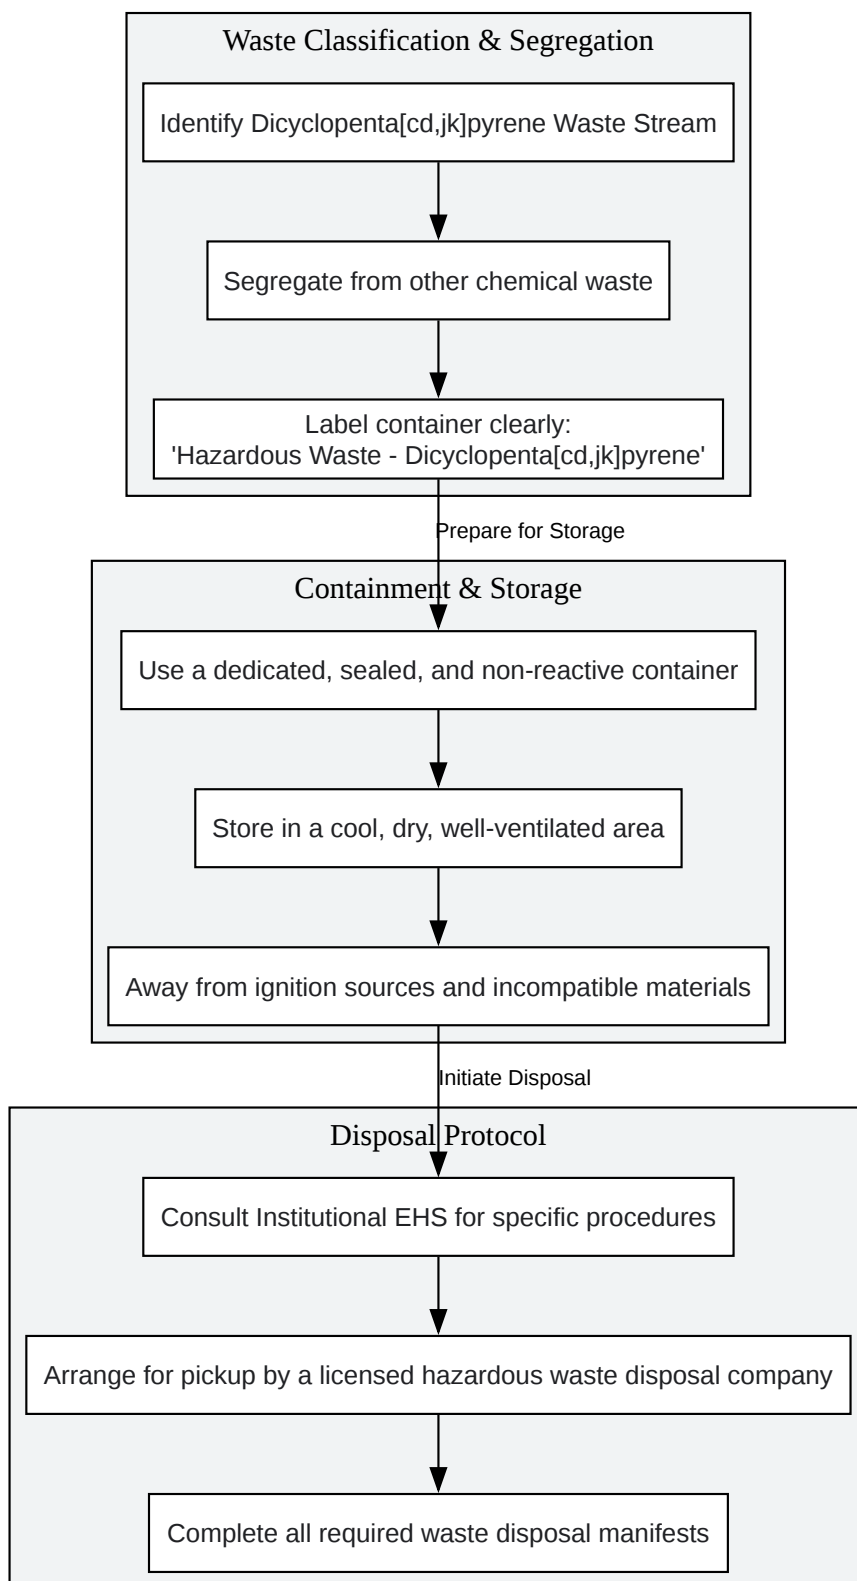 Waste Classification & Segregation
Identify Dicyclopenta[cd,jk]pyrene Waste Stream
Segregate from other chemical waste
Label container clearly:
'Hazardous Waste - Dicyclopenta[cd,jk]pyrene'
Prepare for Storage
Containment & Storage
Use a dedicated, sealed, and non-reactive container
Store in a cool, dry, well-ventilated area
Away from ignition sources and incompatible materials
Initiate Disposal
Disposal Protocol
Consult Institutional EHS for specific procedures
Arrange for pickup by a licensed hazardous waste disposal company
Complete all required waste disposal manifests